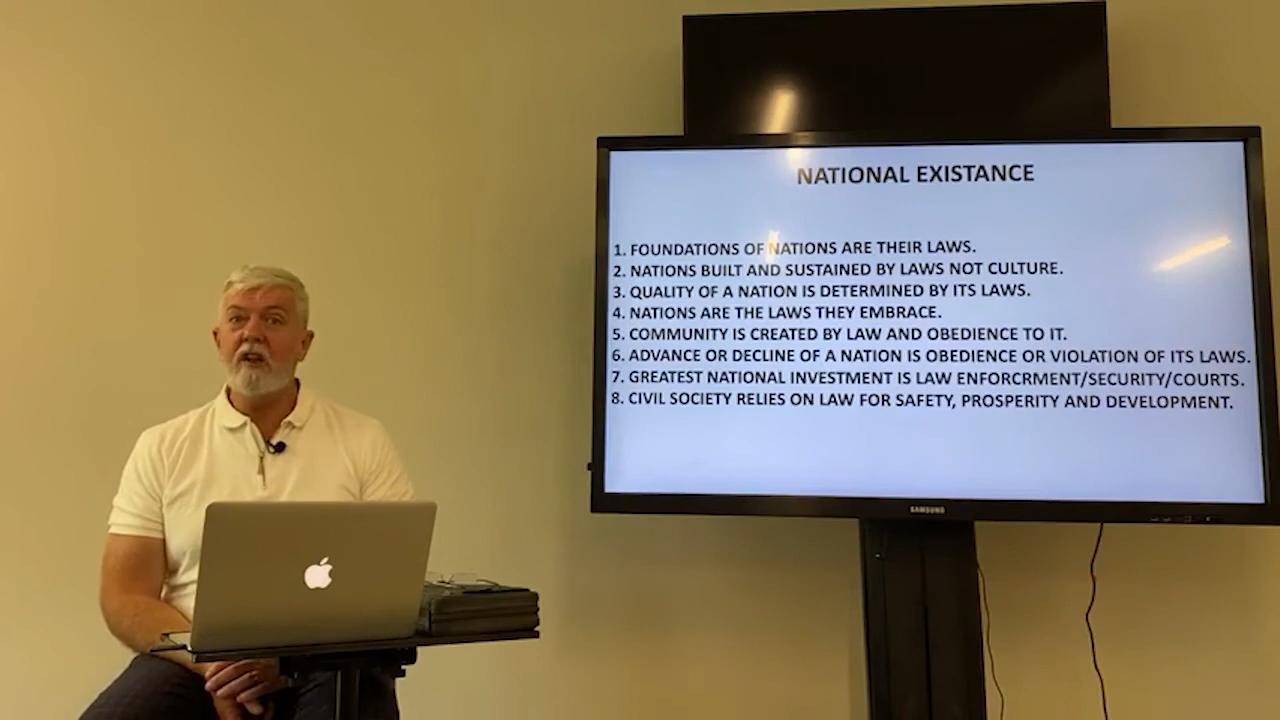 NATIONAL EXISTANCE
1. FOUNDATIONS OF NATIONS ARE THEIR LAWS.
2. NATIONS BUILT AND SUSTAINED BY LAWS NOT CULTURE.
3. QUALITY OF A NATION IS DETERMINED BY ITS LAWS.
4. NATIONS ARE THE LAWS THEY EMBRACE.
5. COMMUNITY IS CREATED BY LAW AND OBEDIENCE TO IT.
6. ADVANCE OR DECLINE OF A NATION IS OBEDIENCE OR VIOLATION OF ITS LAWS.
7. GREATEST NATIONAL INVESTMENT IS LAW ENFORCRMENT/SECURITY/COURTS.
8. CIVIL SOCIETY RELIES ON LAW FOR SAFETY, PROSPERITY AND DEVELOPMENT.
SAMSUNG